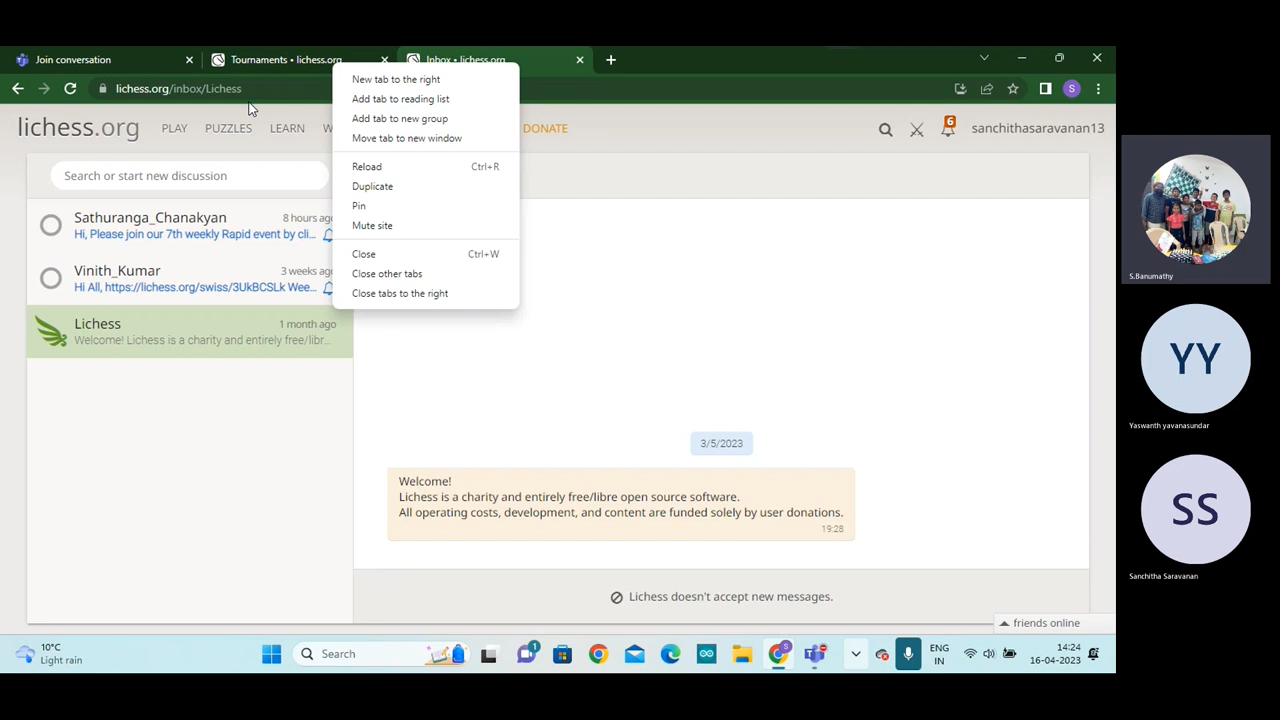 Join conversation
Tournaments • lichess.org
Inbox • lichess.org
lichess.org/inbox/Lichess
S
lichess.org
PLAY
PUZZLES
LEARN
W
DONATE
6
sanchithasaravanan13
New tab to the right
Add tab to reading list
Add tab to new group
Move tab to new window
Reload Ctrl+R
Duplicate
Pin
Mute site
Close Ctrl+W
Close other tabs
Close tabs to the right
Search or start new discussion
Sathuranga_Chanakyan 8 hours ago
Hi, Please join our 7th weekly Rapid event by cli...
Vinith_Kumar 3 weeks ago
Hi All, https://lichess.org/swiss/3UkBCSLk Wee...
Lichess 1 month ago
Welcome! Lichess is a charity and entirely free/libr...
3/5/2023
Welcome!
Lichess is a charity and entirely free/libre open source software.
All operating costs, development, and content are funded solely by user donations.
19:28
Lichess doesn't accept new messages.
friends online
S.Banumathy
YY
Yaswanth yavanasundar
SS
Sanchitha Saravanan
10°C
Light rain
Search
1
S
ENG
IN
14:24
16-04-2023